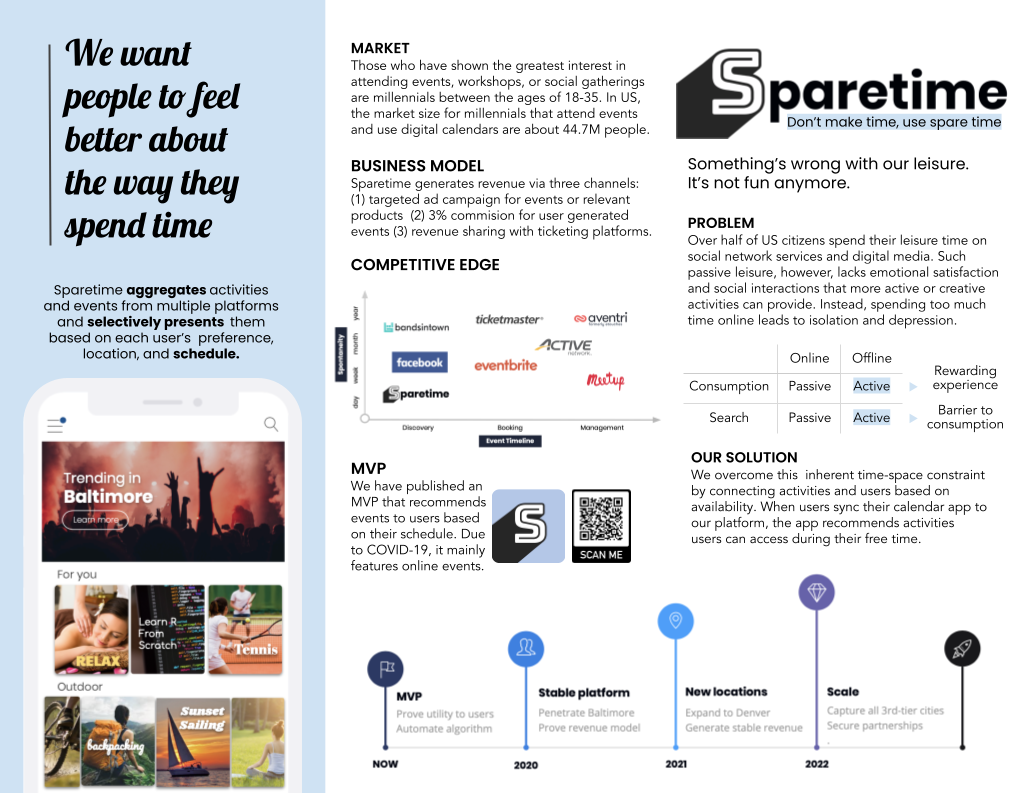 We want
people to feel
better about
the way they
spend time
Sparetime aggregates activities
and events from multiple platforms
and selectively presents them
based on each user's preference,
location, and schedule.
Trending in
Baltimore
Learn more
For you
RELAX
Learn R
From
Scratch
Tennis
Outdoor
backpacking
Sunset
Sailing
MARKET
Those who have shown the greatest interest in
attending events, workshops, or social gatherings
are millennials between the ages of 18-35. In US,
the market size for millennials that attend events
and use digital calendars are about 44.7M people.
BUSINESS MODEL
Sparetime generates revenue via three channels:
(1) targeted ad campaign for events or relevant
products (2) 3% commision for user generated
events (3) revenue sharing with ticketing platforms.
COMPETITIVE EDGE
Spontaneity
year
month
week
day
bandsintown
ticketmaster
aventri
formerly etouches
facebook
eventbrite
ACTIVE
network.
Meetup
Sparetime
Discovery
Booking
Management
Event Timeline
MVP
We have published an
MVP that recommends
events to users based
on their schedule. Due
to COVID-19, it mainly
features online events.
S
SCAN ME
Sparetime
Don't make time, use spare time
Something's wrong with our leisure.
It's not fun anymore.
PROBLEM
Over half of US citizens spend their leisure time on
social network services and digital media. Such
passive leisure, however, lacks emotional satisfaction
and social interactions that more active or creative
activities can provide. Instead, spending too much
time online leads to isolation and depression.
Online Offline
Consumption Passive Active Rewarding
experience
Search Passive Active Barrier to
consumption
OUR SOLUTION
We overcome this inherent time-space constraint
by connecting activities and users based on
availability. When users sync their calendar app to
our platform, the app recommends activities
users can access during their free time.
MVP
Prove utility to users
Automate algorithm
NOW
Stable platform
Penetrate Baltimore
Prove revenue model
2020
New locations
Expand to Denver
Generate stable revenue
2021
Scale
Capture all 3rd-tier cities
Secure partnerships
.
2022